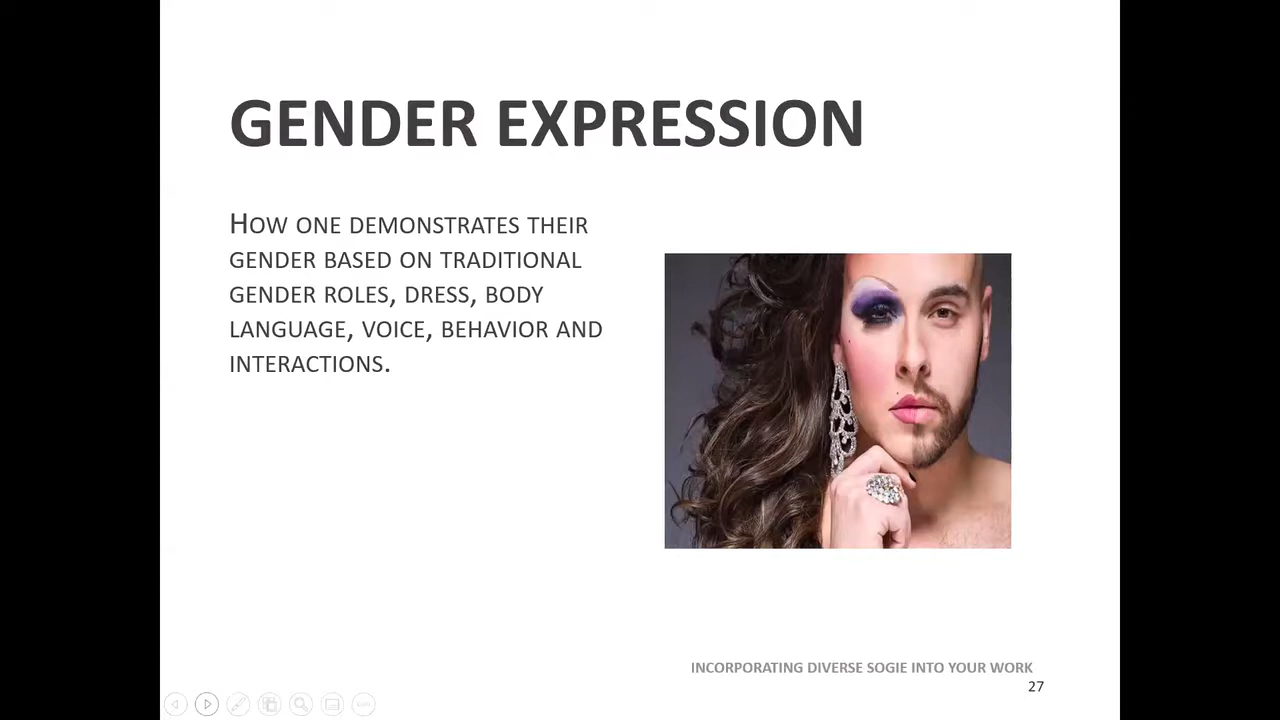 GENDER EXPRESSION
HOW ONE DEMONSTRATES THEIR
GENDER BASED ON TRADITIONAL
GENDER ROLES, DRESS, BODY
LANGUAGE, VOICE, BEHAVIOR AND
INTERACTIONS.
INCORPORATING DIVERSE SOGIE INTO YOUR WORK
27